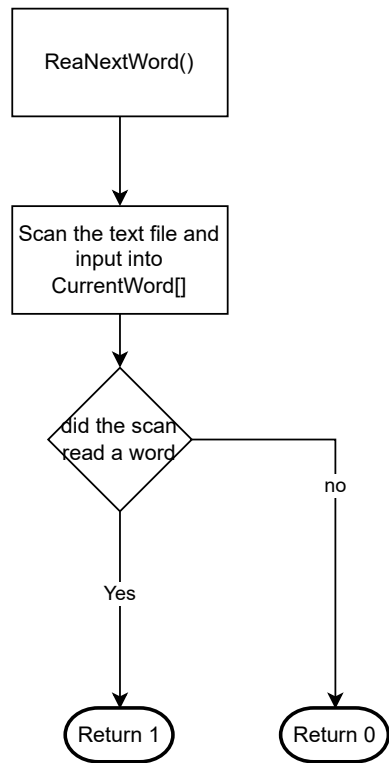 ReaNextWord()
Scan the text file and
input into
CurrentWord[]
did the scan
read a word
no
Yes
Return 1
Return 0